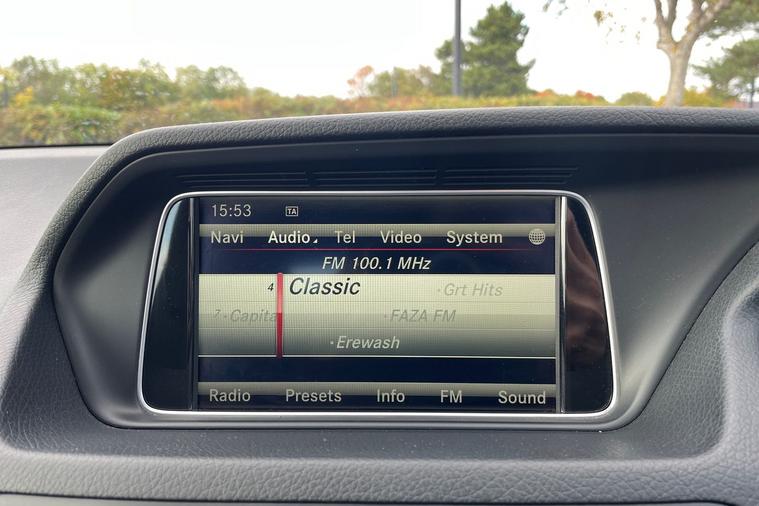 15:53 TA
Navi Audio Tel Video System
FM 100.1 MHz
4 Classic ·Grt Hits
7 ·Capita ·FAZA FM
·Erewash
Radio Presets Info FM Sound